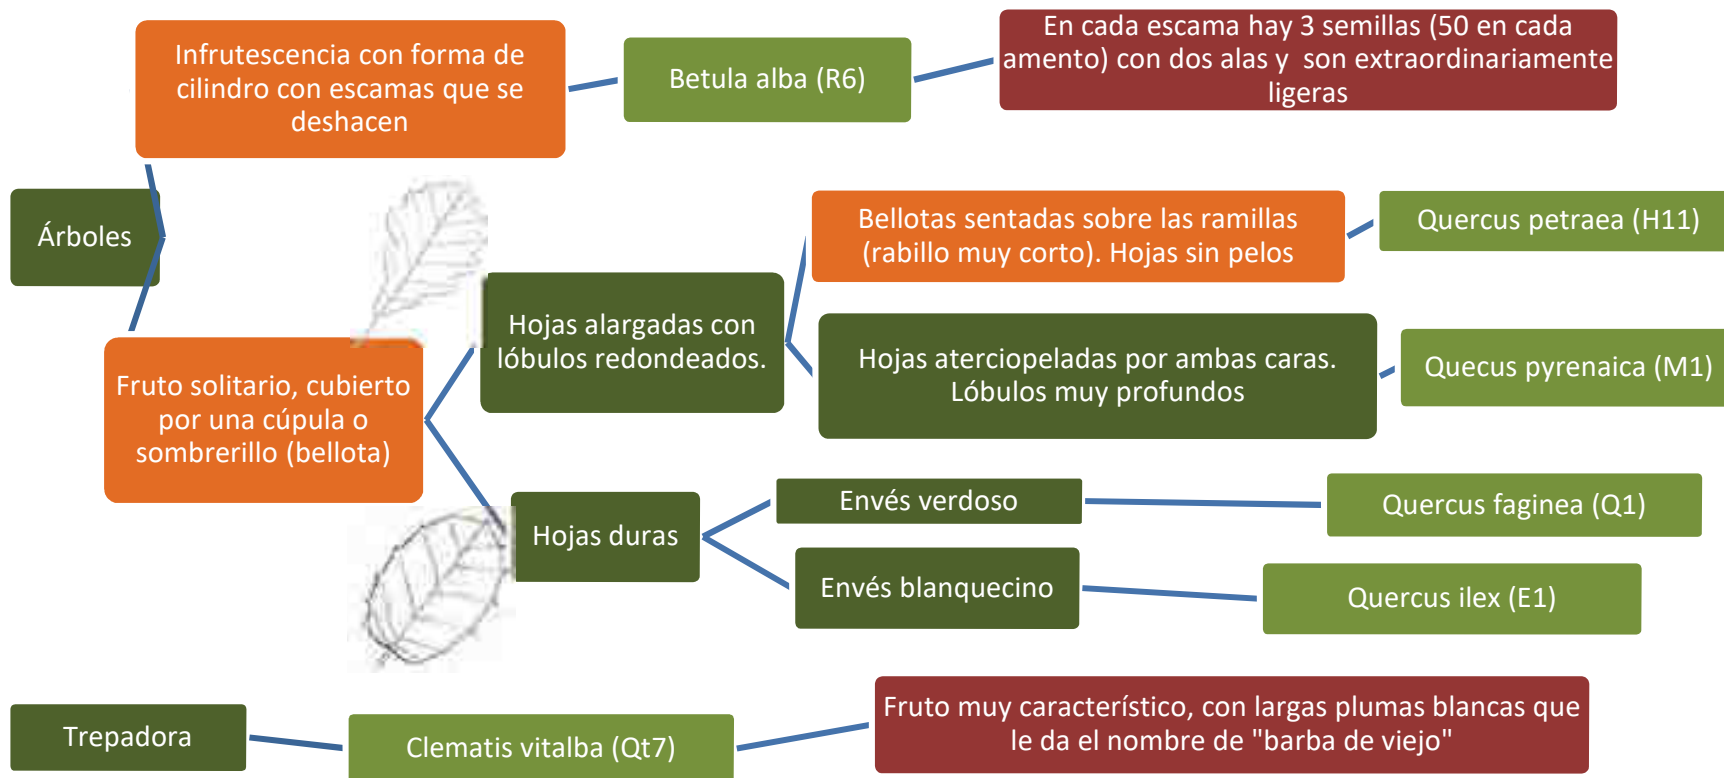 Infrutescencia con forma de
cilindro con escamas que se
deshacen
Betula alba (R6)
En cada escama hay 3 semillas (50 en cada
amento) con dos alas y son extraordinariamente
ligeras
Árboles
Bellotas sentadas sobre las ramillas
(rabillo muy corto). Hojas sin pelos
Quercus petraea (H11)
Hojas alargadas con
lóbulos redondeados.
Hojas aterciopeladas por ambas caras.
Lóbulos muy profundos
Quecus pyrenaica (M1)
Fruto solitario, cubierto
por una cúpula o
sombrerillo (bellota)
Hojas duras
Envés verdoso
Quercus faginea (Q1)
Envés blanquecino
Quercus ilex (E1)
Trepadora
Clematis vitalba (Qt7)
Fruto muy característico, con largas plumas blancas que
le da el nombre de "barba de viejo"